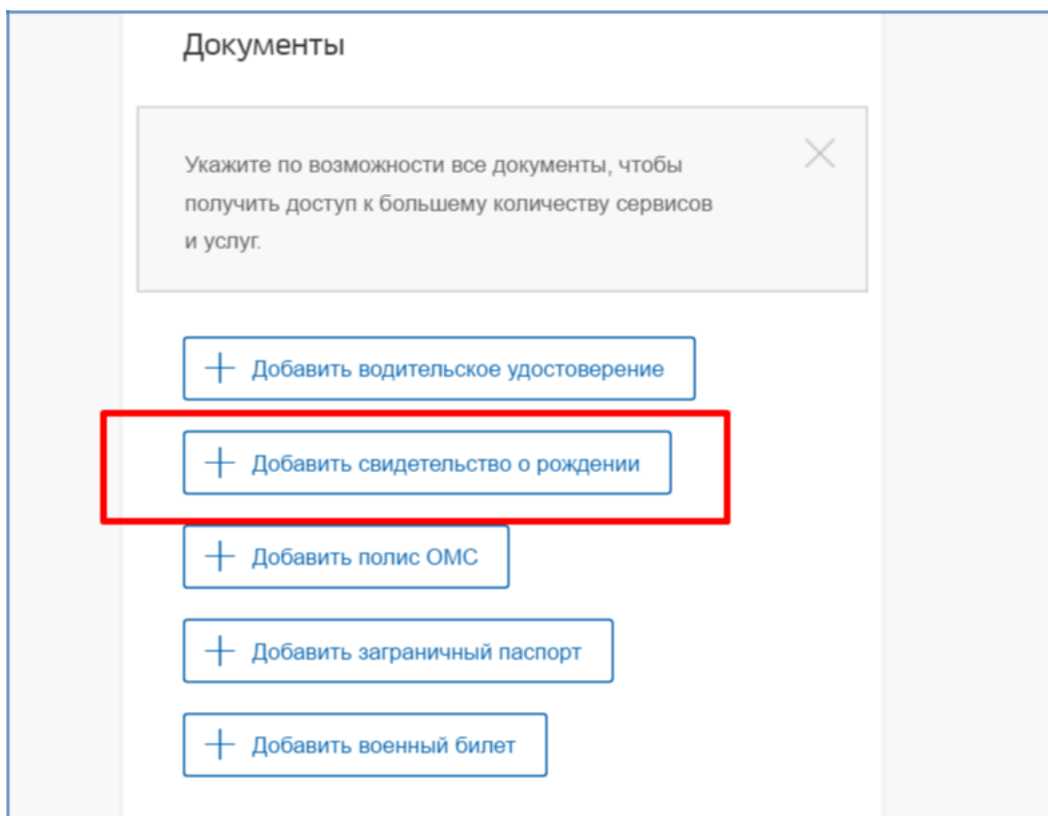 Документы
Укажите по возможности все документы, чтобы
получить доступ к большему количеству сервисов
и услуг.
Добавить водительское удостоверение
Добавить свидетельство о рождении
Добавить полис ОМС
Добавить заграничный паспорт
Добавить военный билет